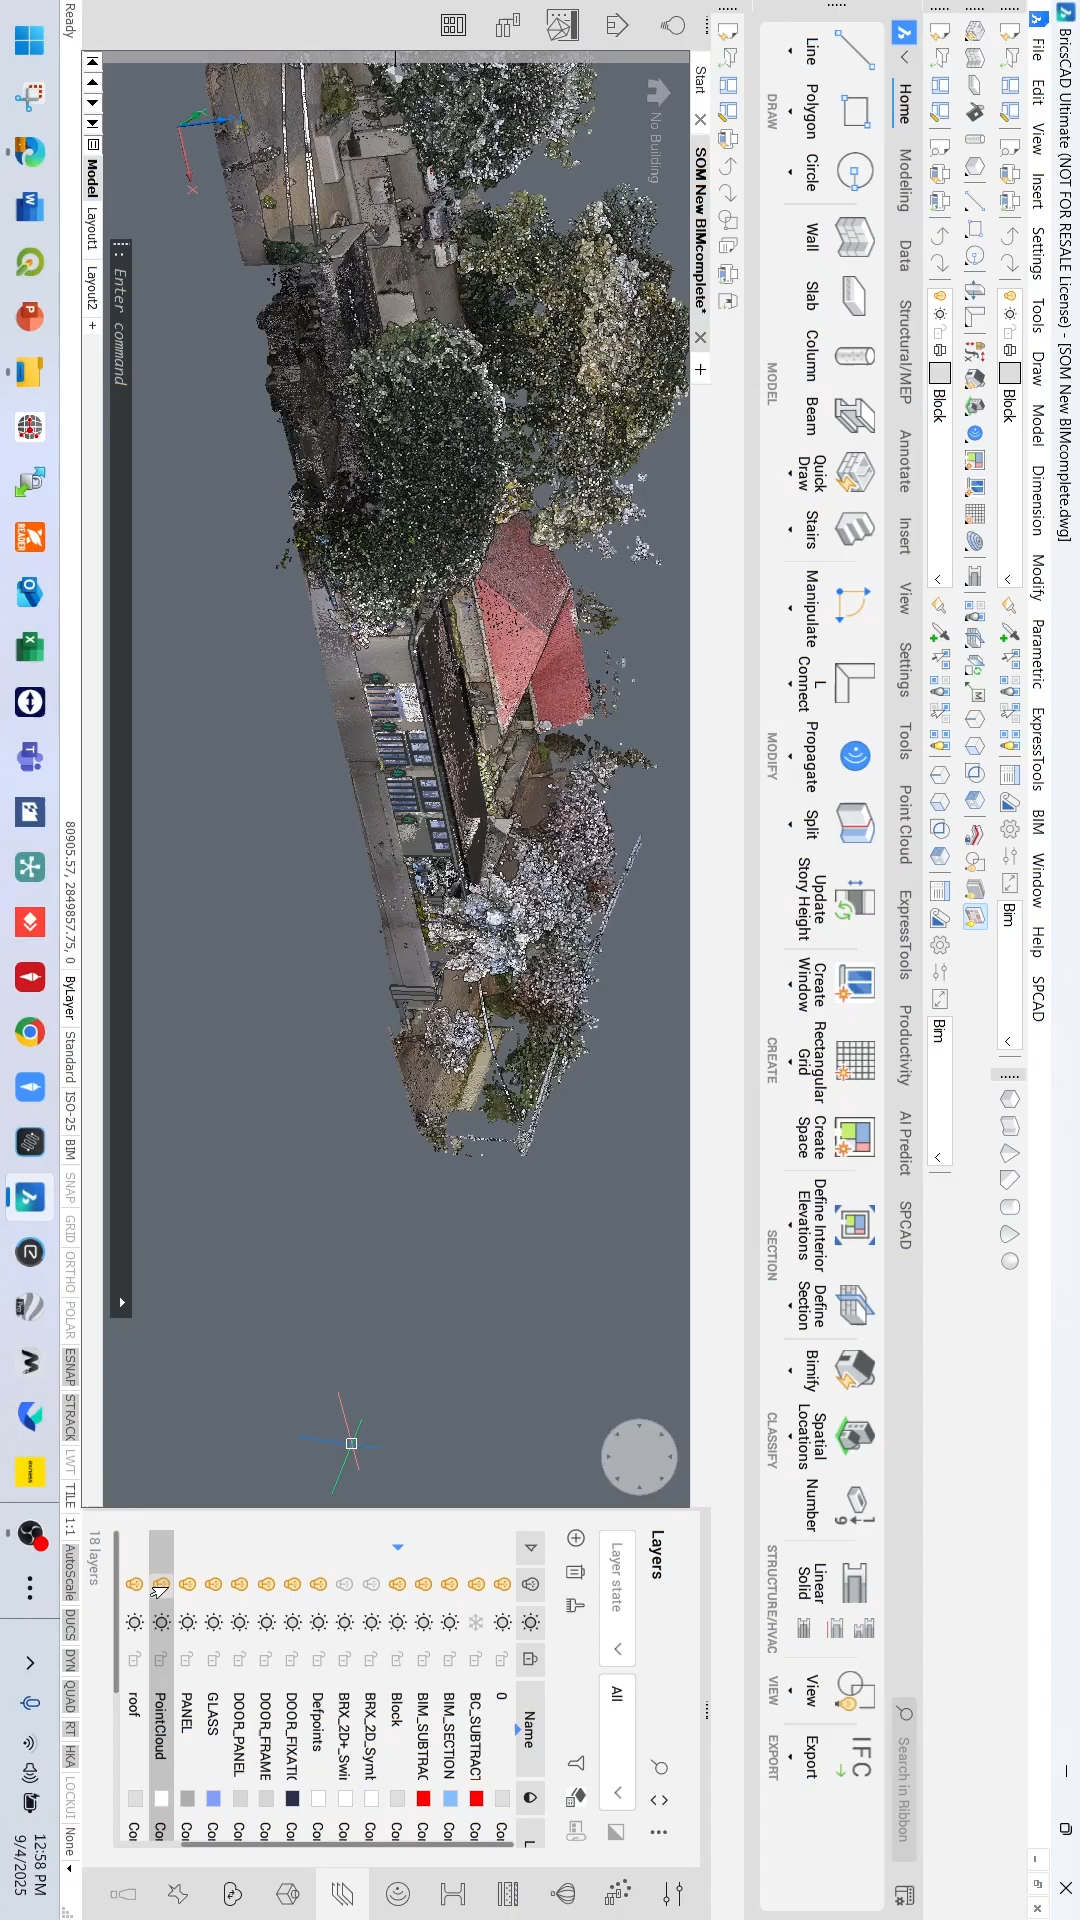 BricsCAD Ultimate (NOT FOR RESALE License) - [SOM New BIMcomplete.dwg]
File Edit View Insert Settings Tools Draw Model Dimension Modify Parametric ExpressTools BIM Window Help SPCAD
Block
Bim
Block
Bim
Home Modeling Data Structural/MEP Annotate Insert View Settings Tools Point Cloud ExpressTools Productivity AI Predict SPCAD
Search in Ribbon
Line Polygon Circle
DRAW
Wall Slab Column Beam Quick Draw Stairs
MODEL
Manipulate L Connect Propagate Split Update Story Height
MODIFY
Create Window Rectangular Grid Create Space
CREATE
Define Interior Elevations Define Section
SECTION
Bimify Spatial Locations Number
CLASSIFY
Linear Solid
STRUCTURE/HVAC
View
VIEW
IFC
Export
EXPORT
Start
SOM New BIMcomplete*
No Building
X
Layers
Layer state
All
Name
L
0
BC_SUBTRACT
BIM_SECTION
BIM_SUBTRAC
Block
BRX_2D_Symb
BRX_2D+_Swi
Defpoints
DOOR_FIXATIO
DOOR_FRAME
DOOR_PANEL
GLASS
PANEL
PointCloud
roof
18 layers
Enter command
Model Layout1 Layout2 +
Ready
80905.57, 2849857.75, 0 ByLayer Standard ISO-25 BIM SNAP GRID ORTHO POLAR ESNAP STRACK LWT TILE 1:1 AutoScale DUCS DYN QUAD RT HKA LOCKUI None
READER
exness
12:58 PM
9/4/2025